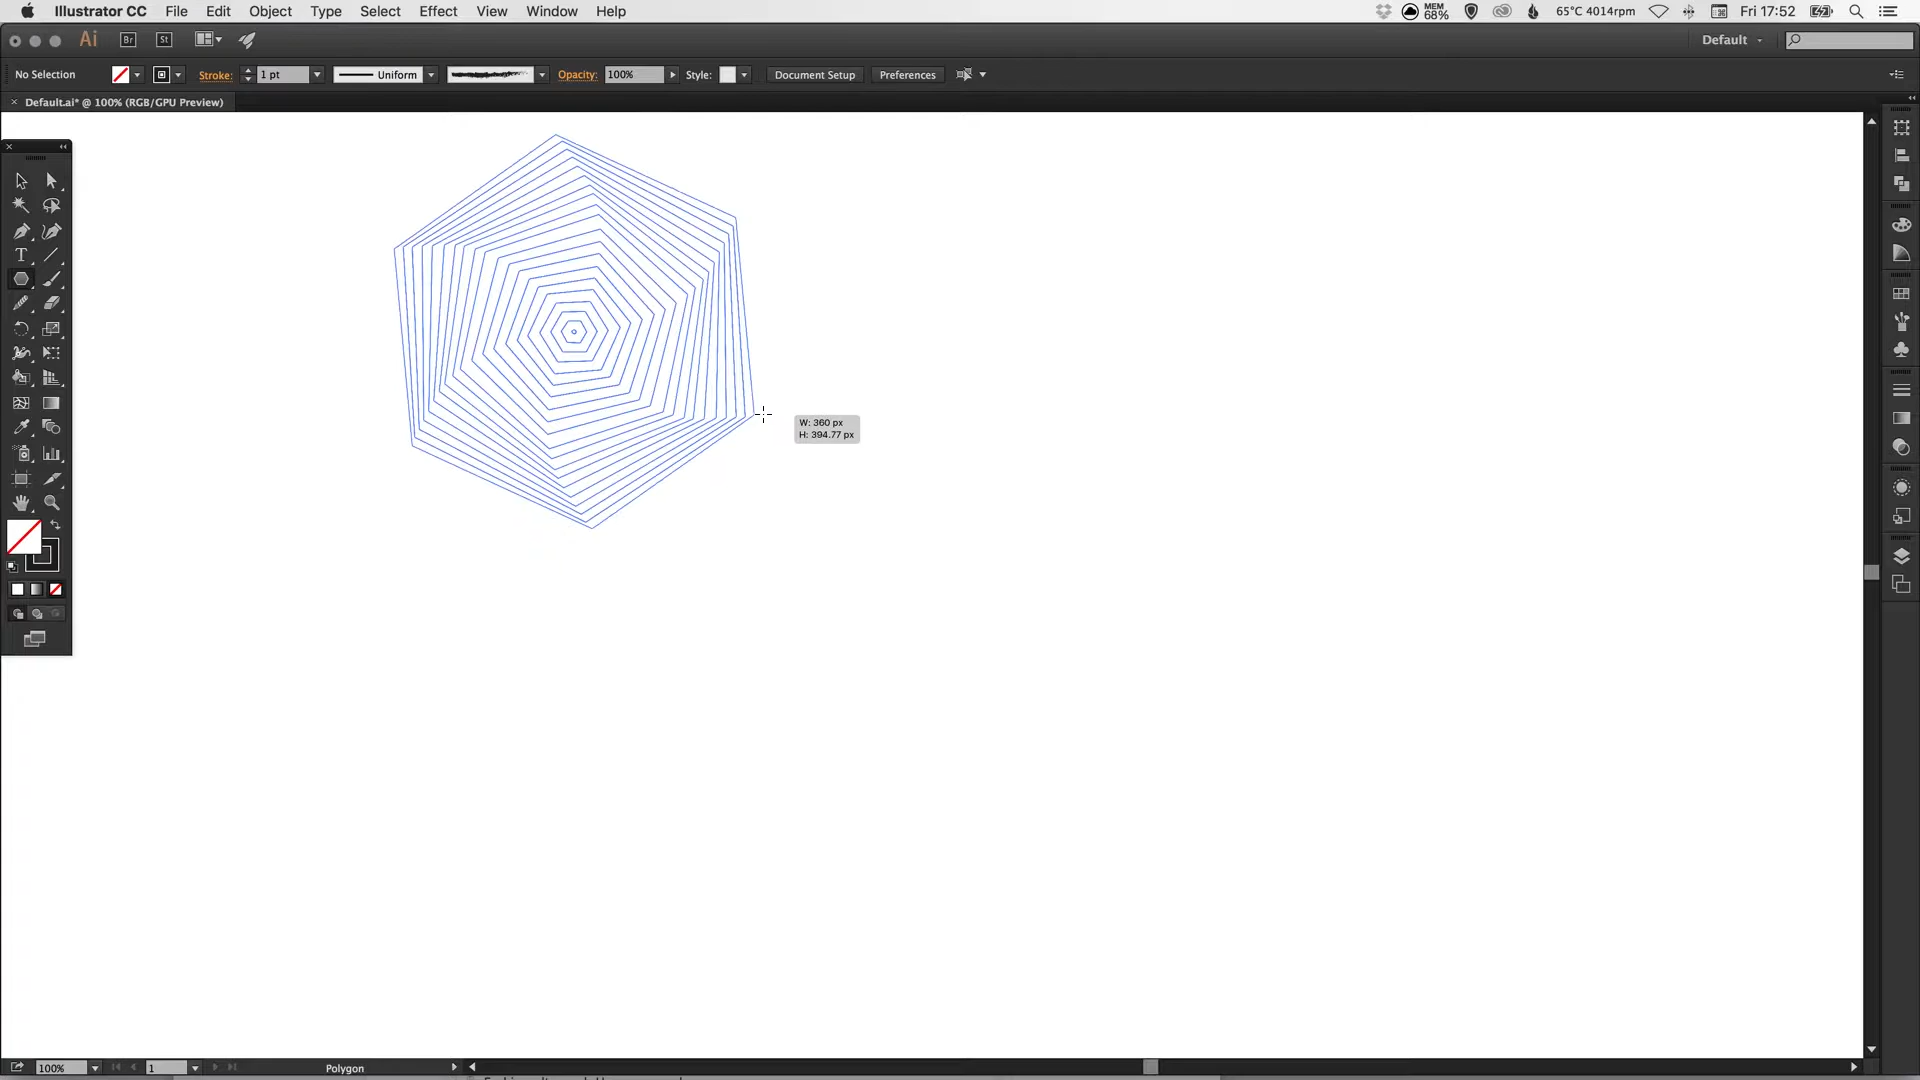 Illustrator CC File Edit Object Type Select Effect View Window Help MEM 68% 65°C 4014rpm Fri 17:52
Ai Br St Default
No Selection Stroke: 1 pt Uniform Opacity: 100% Style: Document Setup Preferences
Default.ai* @ 100% (RGB/GPU Preview)
T
W: 360 px
H: 394.77 px
100% 1 Polygon